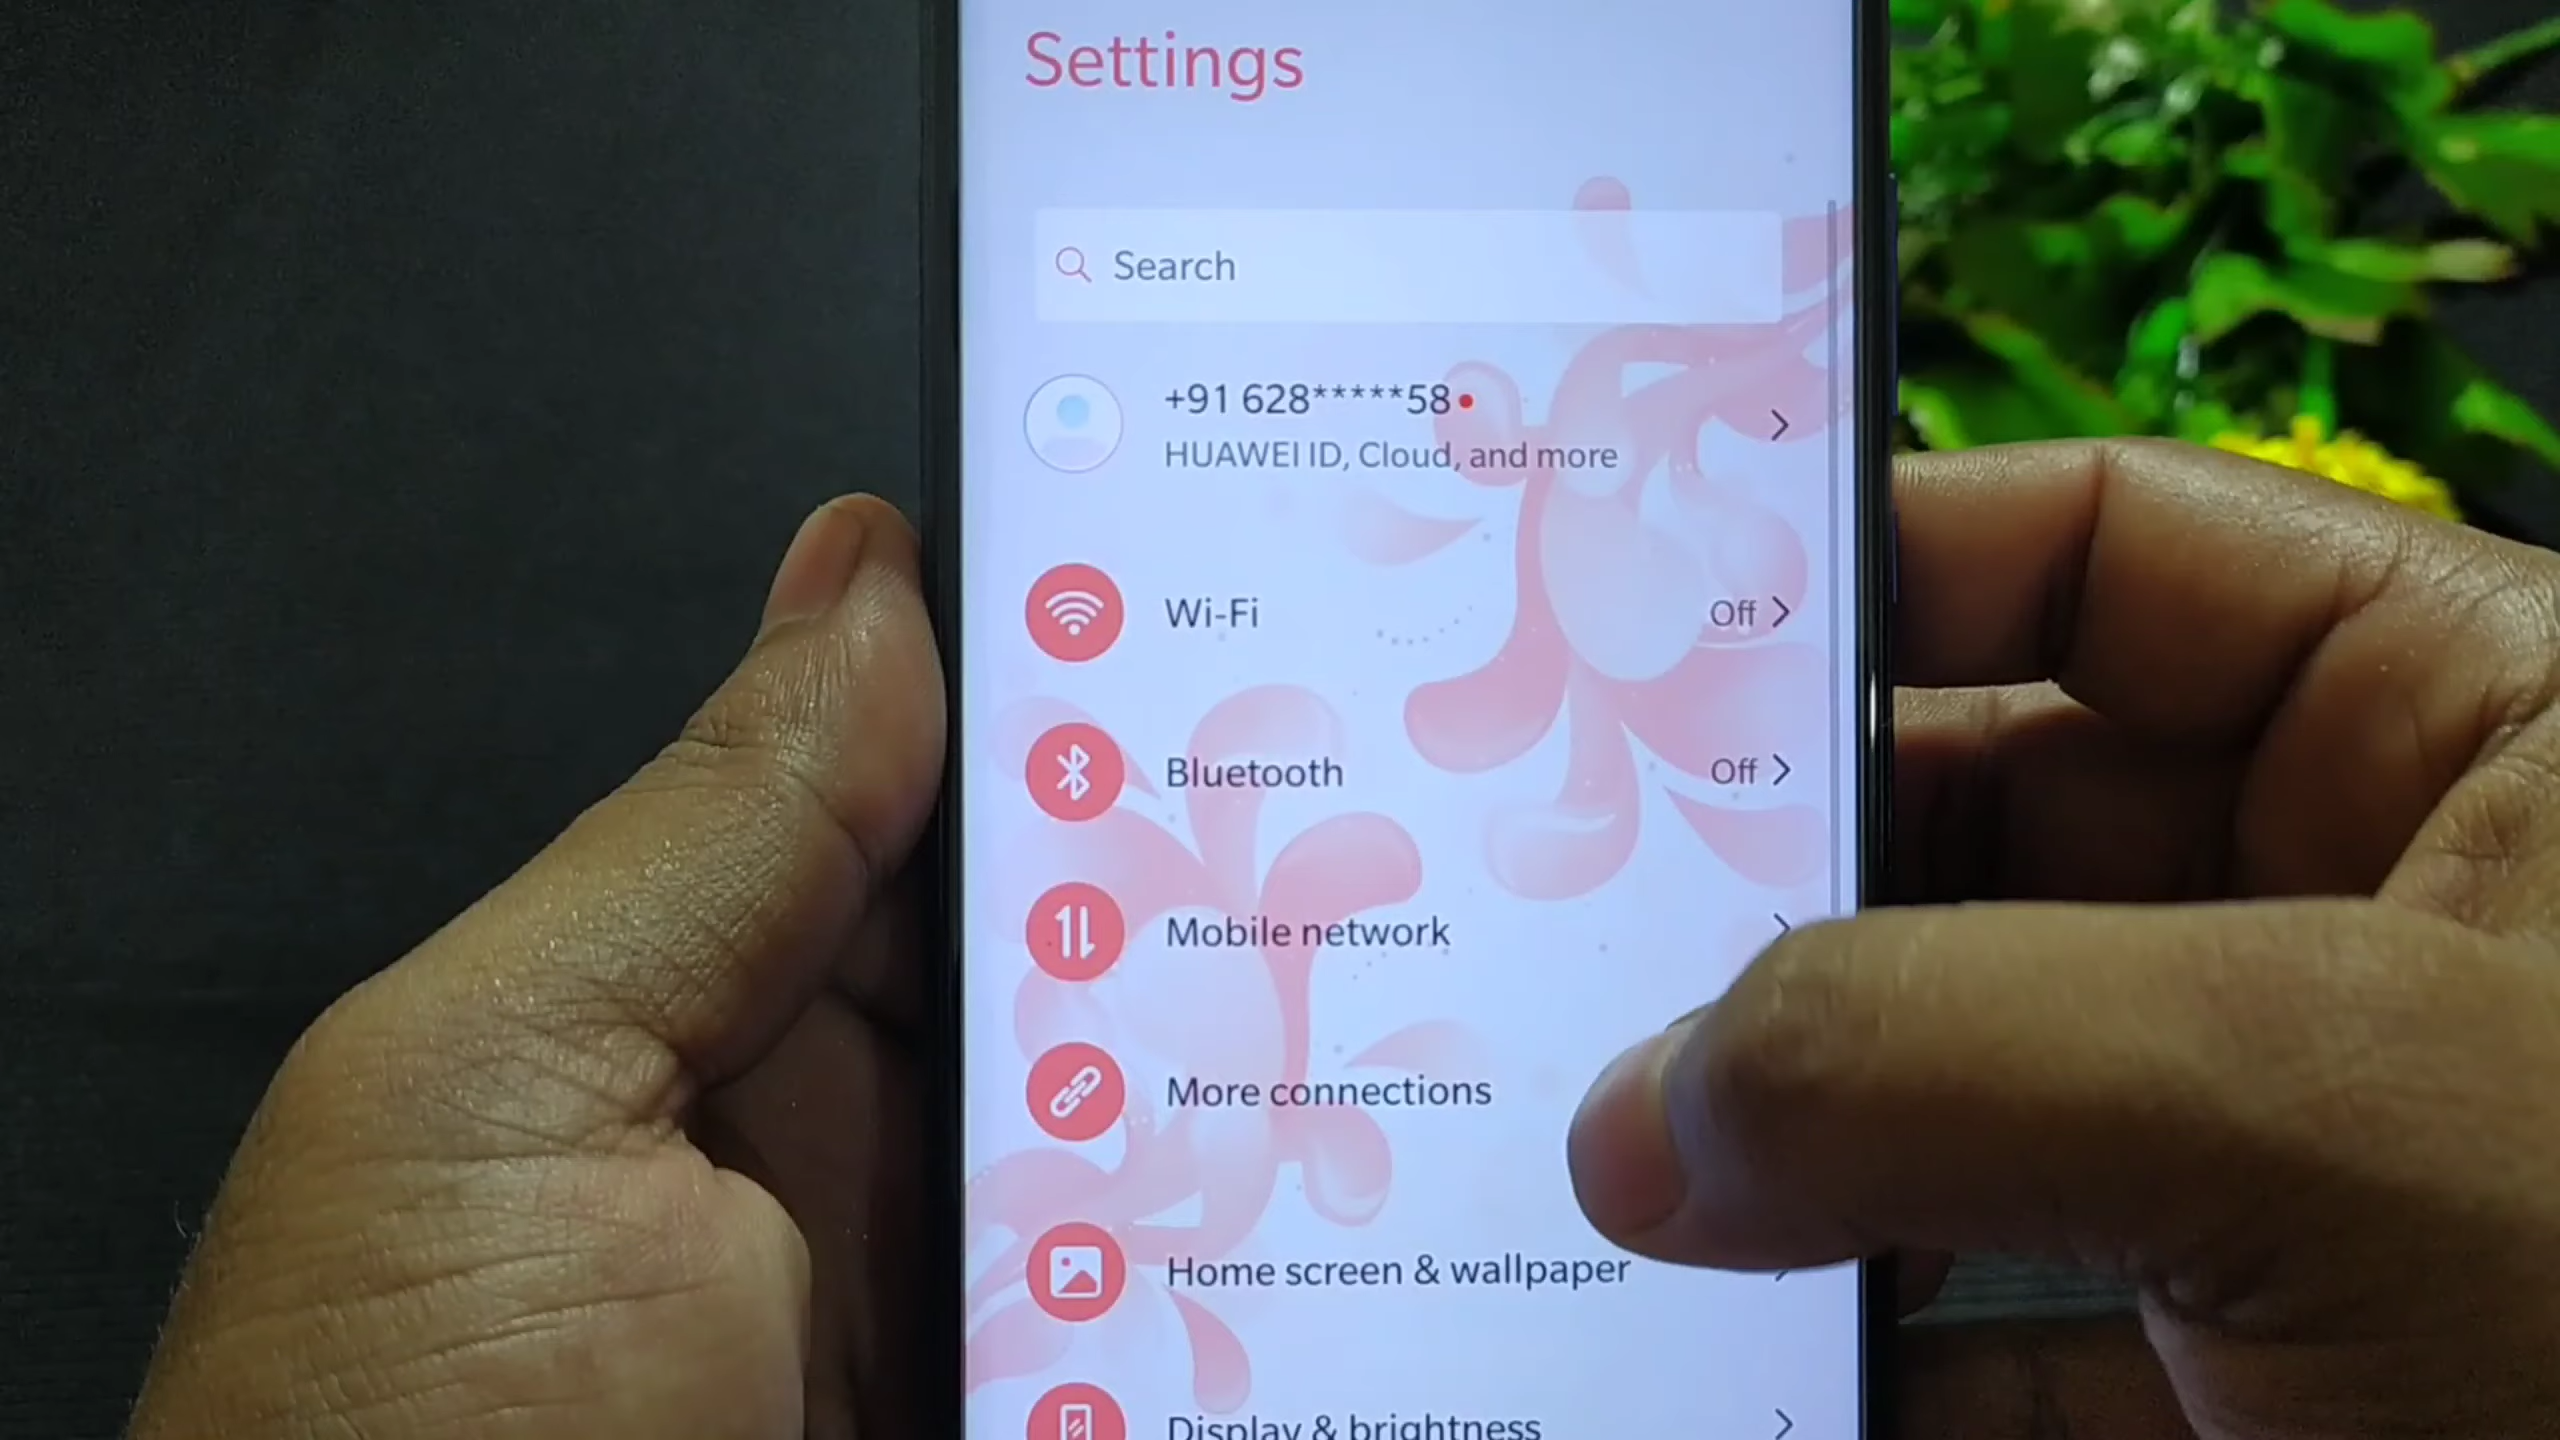 Settings
Search
+91 628*****58
HUAWEI ID, Cloud, and more
Wi-Fi
Off
Bluetooth
Off
Mobile network
More connections
Home screen & wallpaper
Display & brightness